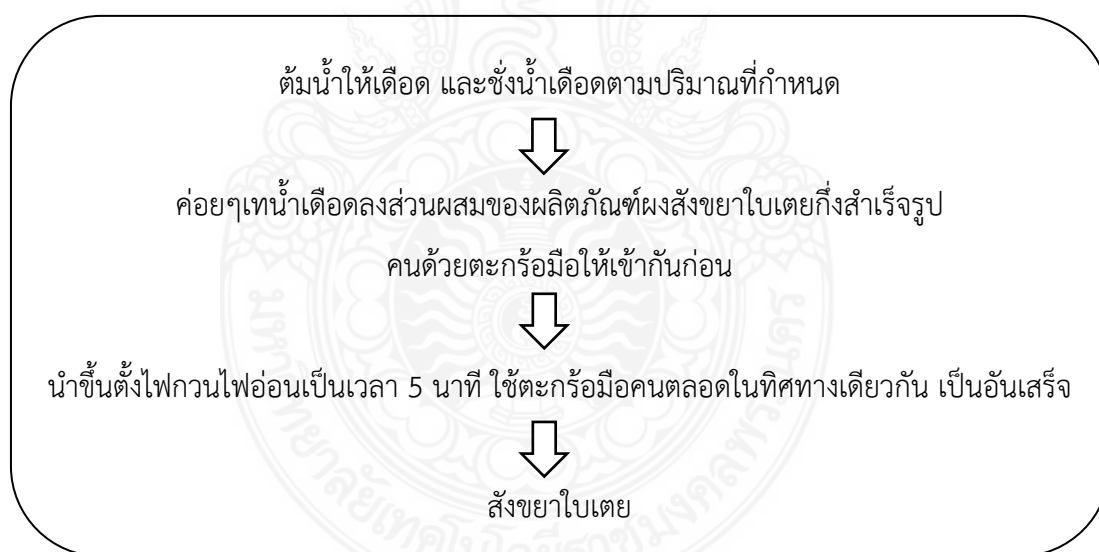 ต้มน้ำให้เดือด และชั่งน้ำเดือดตามปริมาณที่กำหนด
ค่อยๆเทน้ำเดือดลงส่วนผสมของผลิตภัณฑ์ผงสังขยาใบเตยกึ่งสำเร็จรูป
คนด้วยตะกร้อมือให้เข้ากันก่อน
นำขึ้นตั้งไฟกวนไฟอ่อนเป็นเวลา 5 นาที ใช้ตะกร้อมือคนตลอดในทิศทางเดียวกัน เป็นอันเสร็จ
สังขยาใบเตย